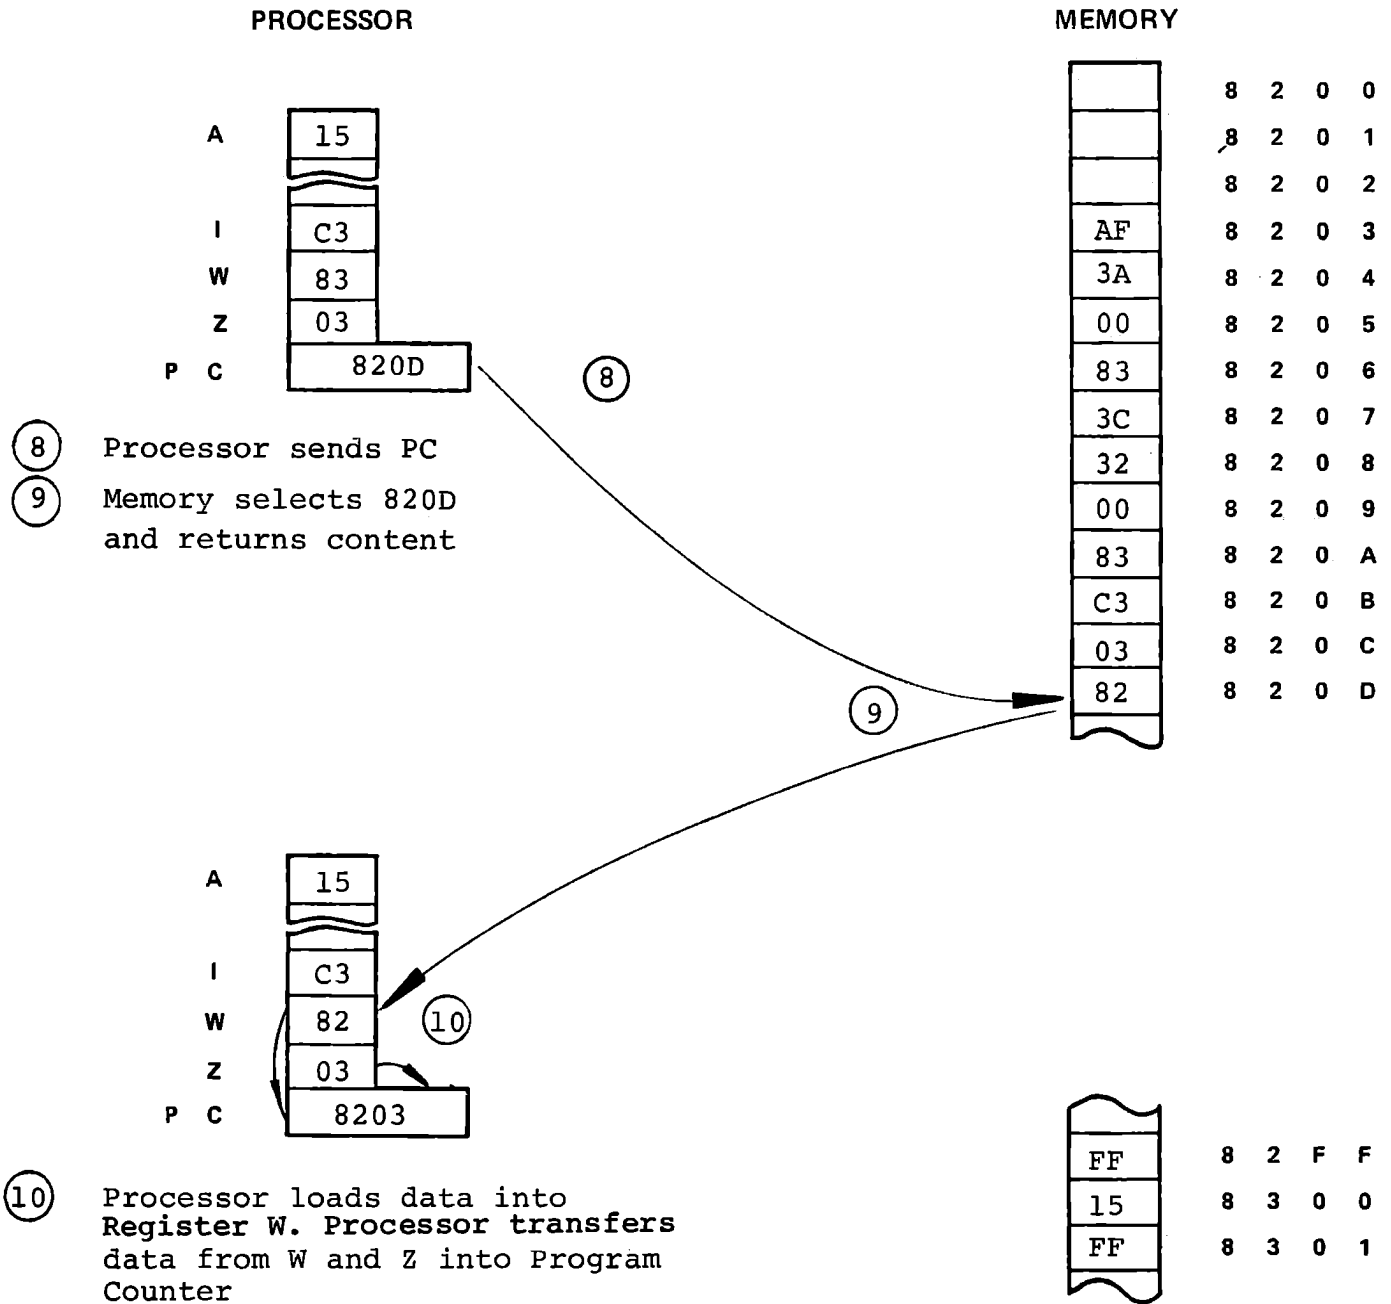 PROCESSOR
MEMORY
A 15
I C3
W 83
Z 03
P C 820D
8
8 Processor sends PC
9 Memory selects 820D
and returns content
8 2 0 0
8 2 0 1
8 2 0 2
AF 8 2 0 3
3A 8 2 0 4
00 8 2 0 5
83 8 2 0 6
3C 8 2 0 7
32 8 2 0 8
00 8 2 0 9
83 8 2 0 A
C3 8 2 0 B
03 8 2 0 C
82 8 2 0 D
9
A 15
I C3
W 82
10
Z 03
P C 8203
10 Processor loads data into
Register W. Processor transfers
data from W and Z into Program
Counter
FF 8 2 F F
15 8 3 0 0
FF 8 3 0 1